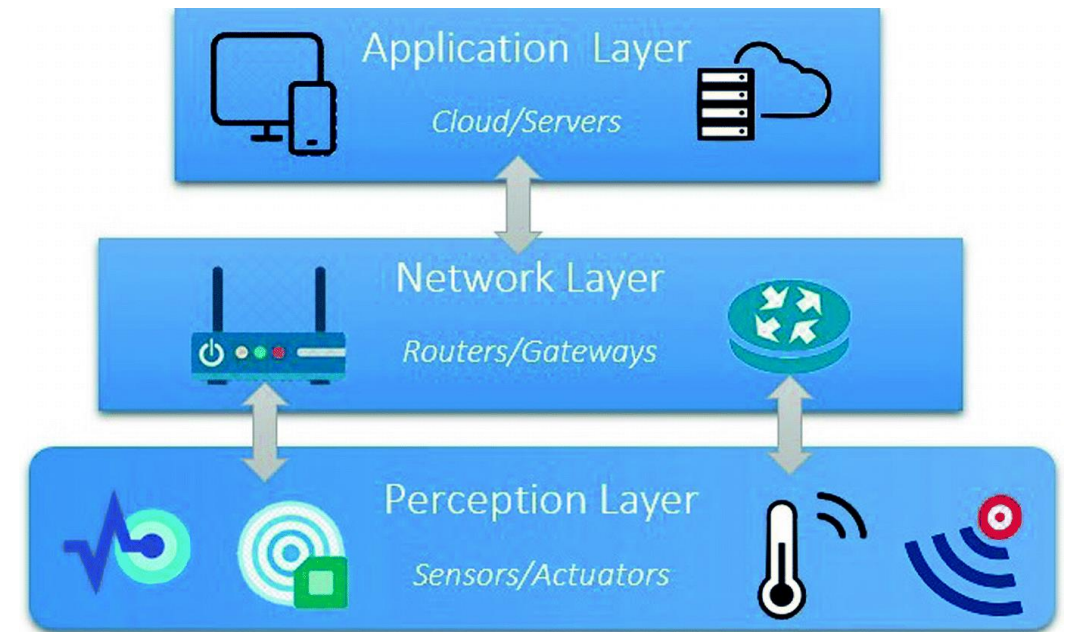 Application Layer
Cloud/Servers
Network Layer
Routers/Gateways
Perception Layer
Sensors/Actuators